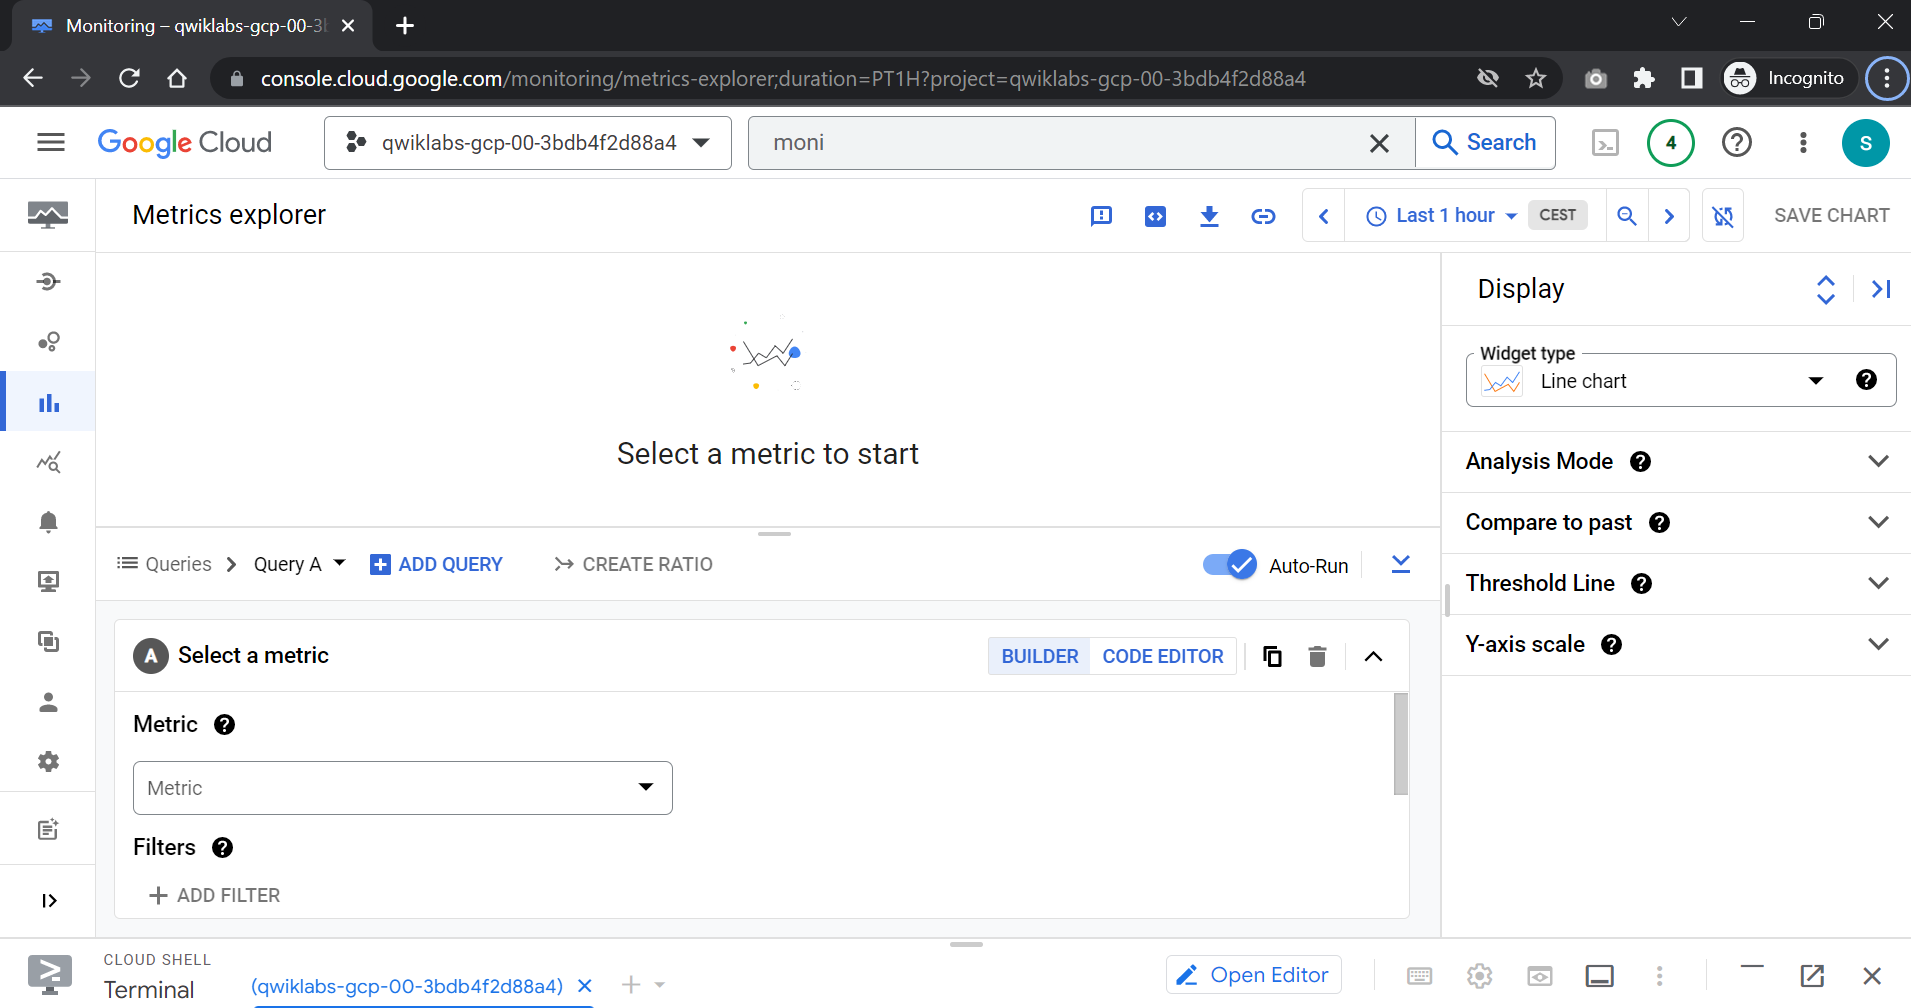 Monitoring – qwiklabs-gcp-00-3b
console.cloud.google.com/monitoring/metrics-explorer;duration=PT1H?project=qwiklabs-gcp-00-3bdb4f2d88a4
Incognito
Google Cloud
qwiklabs-gcp-00-3bdb4f2d88a4
moni
Search
4
S
Metrics explorer
Last 1 hour
CEST
SAVE CHART
Display
Widget type
Line chart
Select a metric to start
Analysis Mode
Compare to past
Threshold Line
Y-axis scale
Queries
Query A
ADD QUERY
CREATE RATIO
Auto-Run
A
Select a metric
BUILDER
CODE EDITOR
Metric
Metric
Filters
ADD FILTER
CLOUD SHELL
Terminal
(qwiklabs-gcp-00-3bdb4f2d88a4)
Open Editor